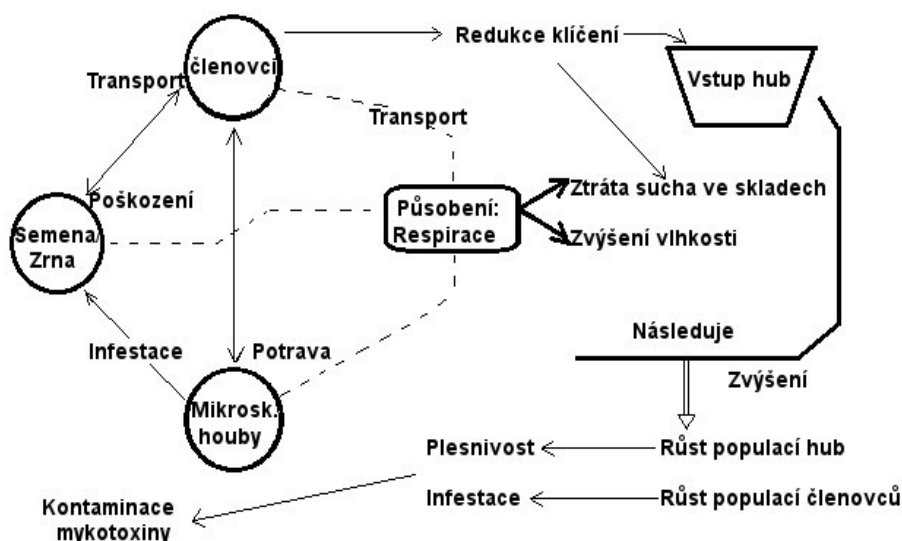 členovci
Redukce klíčení
Vstup hub
Transport
Transport
Poškození
Působení:
Respirace
Ztráta sucha ve skladech
Zvýšení vlhkosti
Semena/
Zrna
Infestace
Potrava
Následuje
Zvýšení
Mikrosk.
houby
Plesnivost
Růst populací hub
Infestace
Růst populací členovců
Kontaminace
mykotoxiny